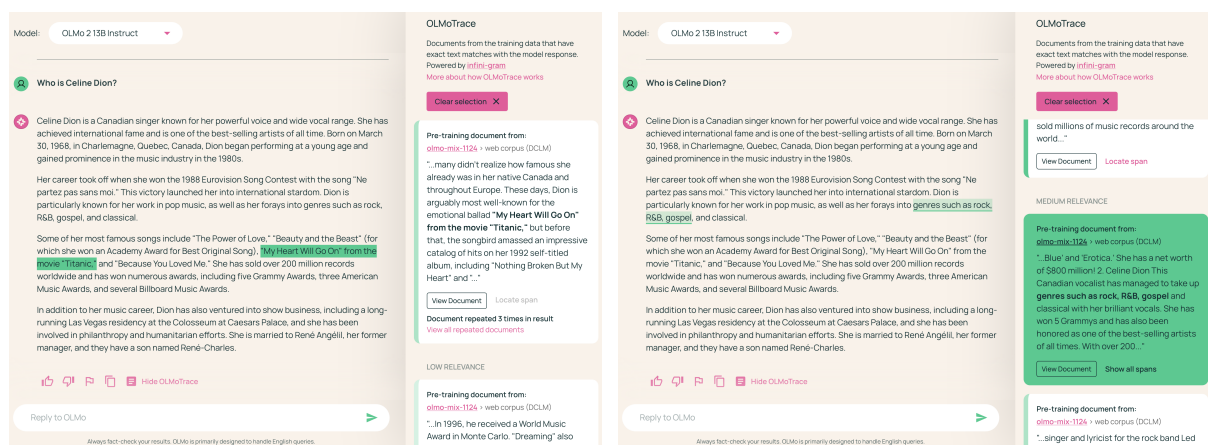 Model: OLMo 2 13B Instruct
Who is Celine Dion?
Celine Dion is a Canadian singer known for her powerful voice and wide vocal range. She has
achieved international fame and is one of the best-selling artists of all time. Born on March
30, 1968, in Charlemagne, Quebec, Canada, Dion began performing at a young age and
gained prominence in the music industry in the 1980s.
Her career took off when she won the 1988 Eurovision Song Contest with the song "Ne
partez pas sans moi." This victory launched her into international stardom. Dion is
particularly known for her work in pop music, as well as her forays into genres such as rock,
R&B, gospel, and classical.
Some of her most famous songs include "The Power of Love," "Beauty and the Beast" (for
which she won an Academy Award for Best Original Song), "My Heart Will Go On" from the
movie "Titanic," and "Because You Loved Me." She has sold over 200 million records
worldwide and has won numerous awards, including five Grammy Awards, three American
Music Awards, and several Billboard Music Awards.
In addition to her music career, Dion has also ventured into show business, including a long-
running Las Vegas residency at the Colosseum at Caesars Palace, and she has been
involved in philanthropy and humanitarian efforts. She is married to René Angélil, her former
manager, and they have a son named René-Charles.
Hide OLMoTrace
Reply to OLMo
Always fact-check your results. OLMo is primarily designed to handle English queries.
OLMoTrace
Documents from the training data that have
exact text matches with the model response.
Powered by infini-gram
More about how OLMoTrace works
Clear selection X
Pre-training document from:
olmo-mix-1124 > web corpus (DCLM)
"...many didn't realize how famous she
already was in her native Canada and
throughout Europe. These days, Dion is
arguably most well-known for the
emotional ballad "My Heart Will Go On"
from the movie "Titanic," but before
that, the songbird amassed an impressive
catalog of hits on her 1992 self-titled
album, including "Nothing Broken But My
Heart" and "..."
View Document Locate span
Document repeated 3 times in result
View all repeated documents
LOW RELEVANCE
Pre-training document from:
olmo-mix-1124 > web corpus (DCLM)
"...In 1996, he received a World Music
Award in Monte Carlo. "Dreaming" also
Model: OLMo 2 13B Instruct
Who is Celine Dion?
Celine Dion is a Canadian singer known for her powerful voice and wide vocal range. She has
achieved international fame and is one of the best-selling artists of all time. Born on March
30, 1968, in Charlemagne, Quebec, Canada, Dion began performing at a young age and
gained prominence in the music industry in the 1980s.
Her career took off when she won the 1988 Eurovision Song Contest with the song "Ne
partez pas sans moi." This victory launched her into international stardom. Dion is
particularly known for her work in pop music, as well as her forays into genres such as rock,
R&B, gospel, and classical.
Some of her most famous songs include "The Power of Love," "Beauty and the Beast" (for
which she won an Academy Award for Best Original Song), "My Heart Will Go On" from the
movie "Titanic," and "Because You Loved Me." She has sold over 200 million records
worldwide and has won numerous awards, including five Grammy Awards, three American
Music Awards, and several Billboard Music Awards.
In addition to her music career, Dion has also ventured into show business, including a long-
running Las Vegas residency at the Colosseum at Caesars Palace, and she has been
involved in philanthropy and humanitarian efforts. She is married to René Angélil, her former
manager, and they have a son named René-Charles.
Hide OLMoTrace
Reply to OLMo
Always fact-check your results. OLMo is primarily designed to handle English queries.
OLMoTrace
Documents from the training data that have
exact text matches with the model response.
Powered by infini-gram
More about how OLMoTrace works
Clear selection X
sold millions of music records around the
world..."
View Document Locate span
MEDIUM RELEVANCE
Pre-training document from:
olmo-mix-1124 > web corpus (DCLM)
"...Blue' and 'Erotica.' She has a net worth
of $800 million! 2. Celine Dion This
Canadian vocalist has managed to take up
genres such as rock, R&B, gospel and
classical with her brilliant vocals. She has
won 5 Grammys and has also been
honored as one of the best-selling artists
of all times. With over 200..."
View Document Show all spans
Pre-training document from:
olmo-mix-1124 > web corpus (DCLM)
"...singer and lyricist for the rock band Led